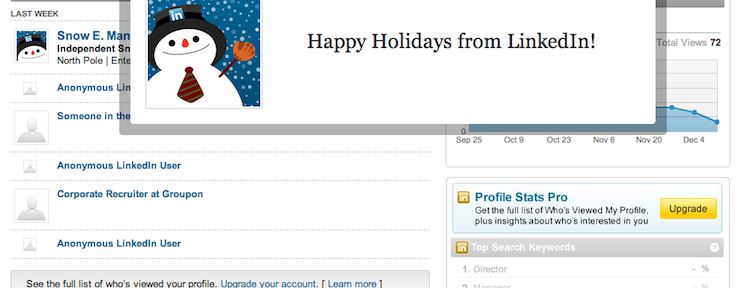 LAST WEEK
Snow E. Man
Independent Sn
North Pole | Ente
Anonymous Lin
Someone in the
Anonymous LinkedIn User
Corporate Recruiter at Groupon
Anonymous LinkedIn User
See the full list of who's viewed your profile. Upgrade your account. [ Learn more ]
in
Happy Holidays from LinkedIn!
Total Views 72
0
Sep 25 Oct 9 Oct 23 Nov 6 Nov 20 Dec 4
in Profile Stats Pro
Get the full list of Who's Viewed My Profile,
plus insights about who's interested in you
Upgrade
in Top Search Keywords ?
1. Director - %
2. Manager - %